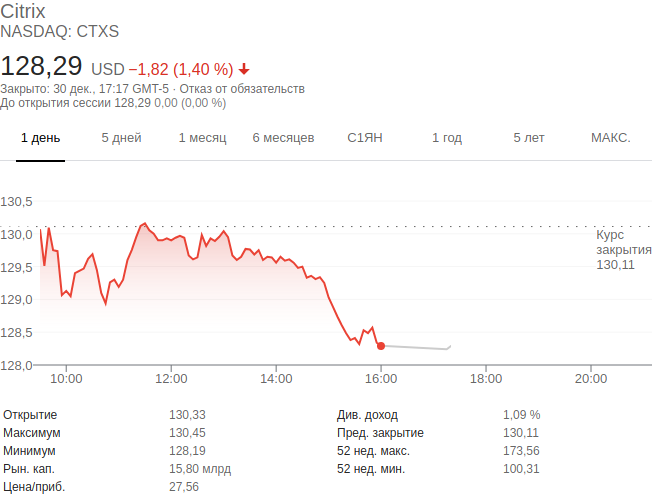 Citrix
NASDAQ: CTXS
128,29 USD −1,82 (1,40 %)
Закрыто: 30 дек., 17:17 GMT-5 · Отказ от обязательств
До открытия сессии 128,29 0,00 (0,00 %)
1 день 5 дней 1 месяц 6 месяцев С1ЯН 1 год 5 лет МАКС.
130,5
130,0
129,5
129,0
128,5
128,0
Курс
закрытия
130,11
10:00 12:00 14:00 16:00 18:00 20:00
Открытие 130,33 Див. доход 1,09 %
Максимум 130,45 Пред. закрытие 130,11
Минимум 128,19 52 нед. макс. 173,56
Рын. кап. 15,80 млрд 52 нед. мин. 100,31
Цена/приб. 27,56